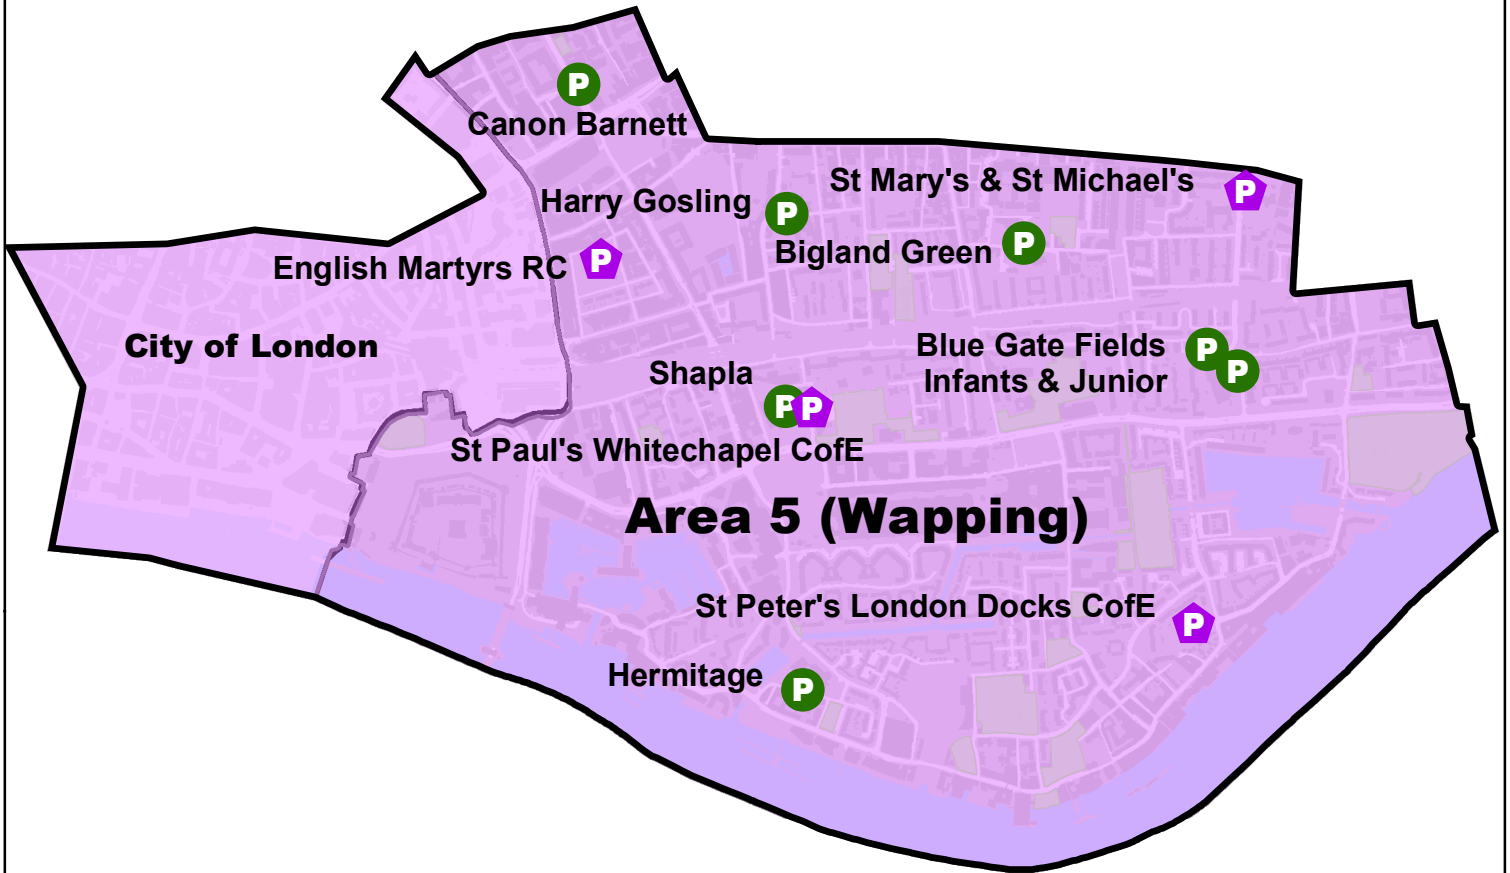 P
Canon Barnett
St Mary's & St Michael's
P
Harry Gosling
P
Bigland Green
P
English Martyrs RC
P
City of London
Blue Gate Fields
Infants & Junior
P
P
Shapla
P
P
St Paul's Whitechapel CofE
Area 5 (Wapping)
St Peter's London Docks CofE
P
Hermitage
P